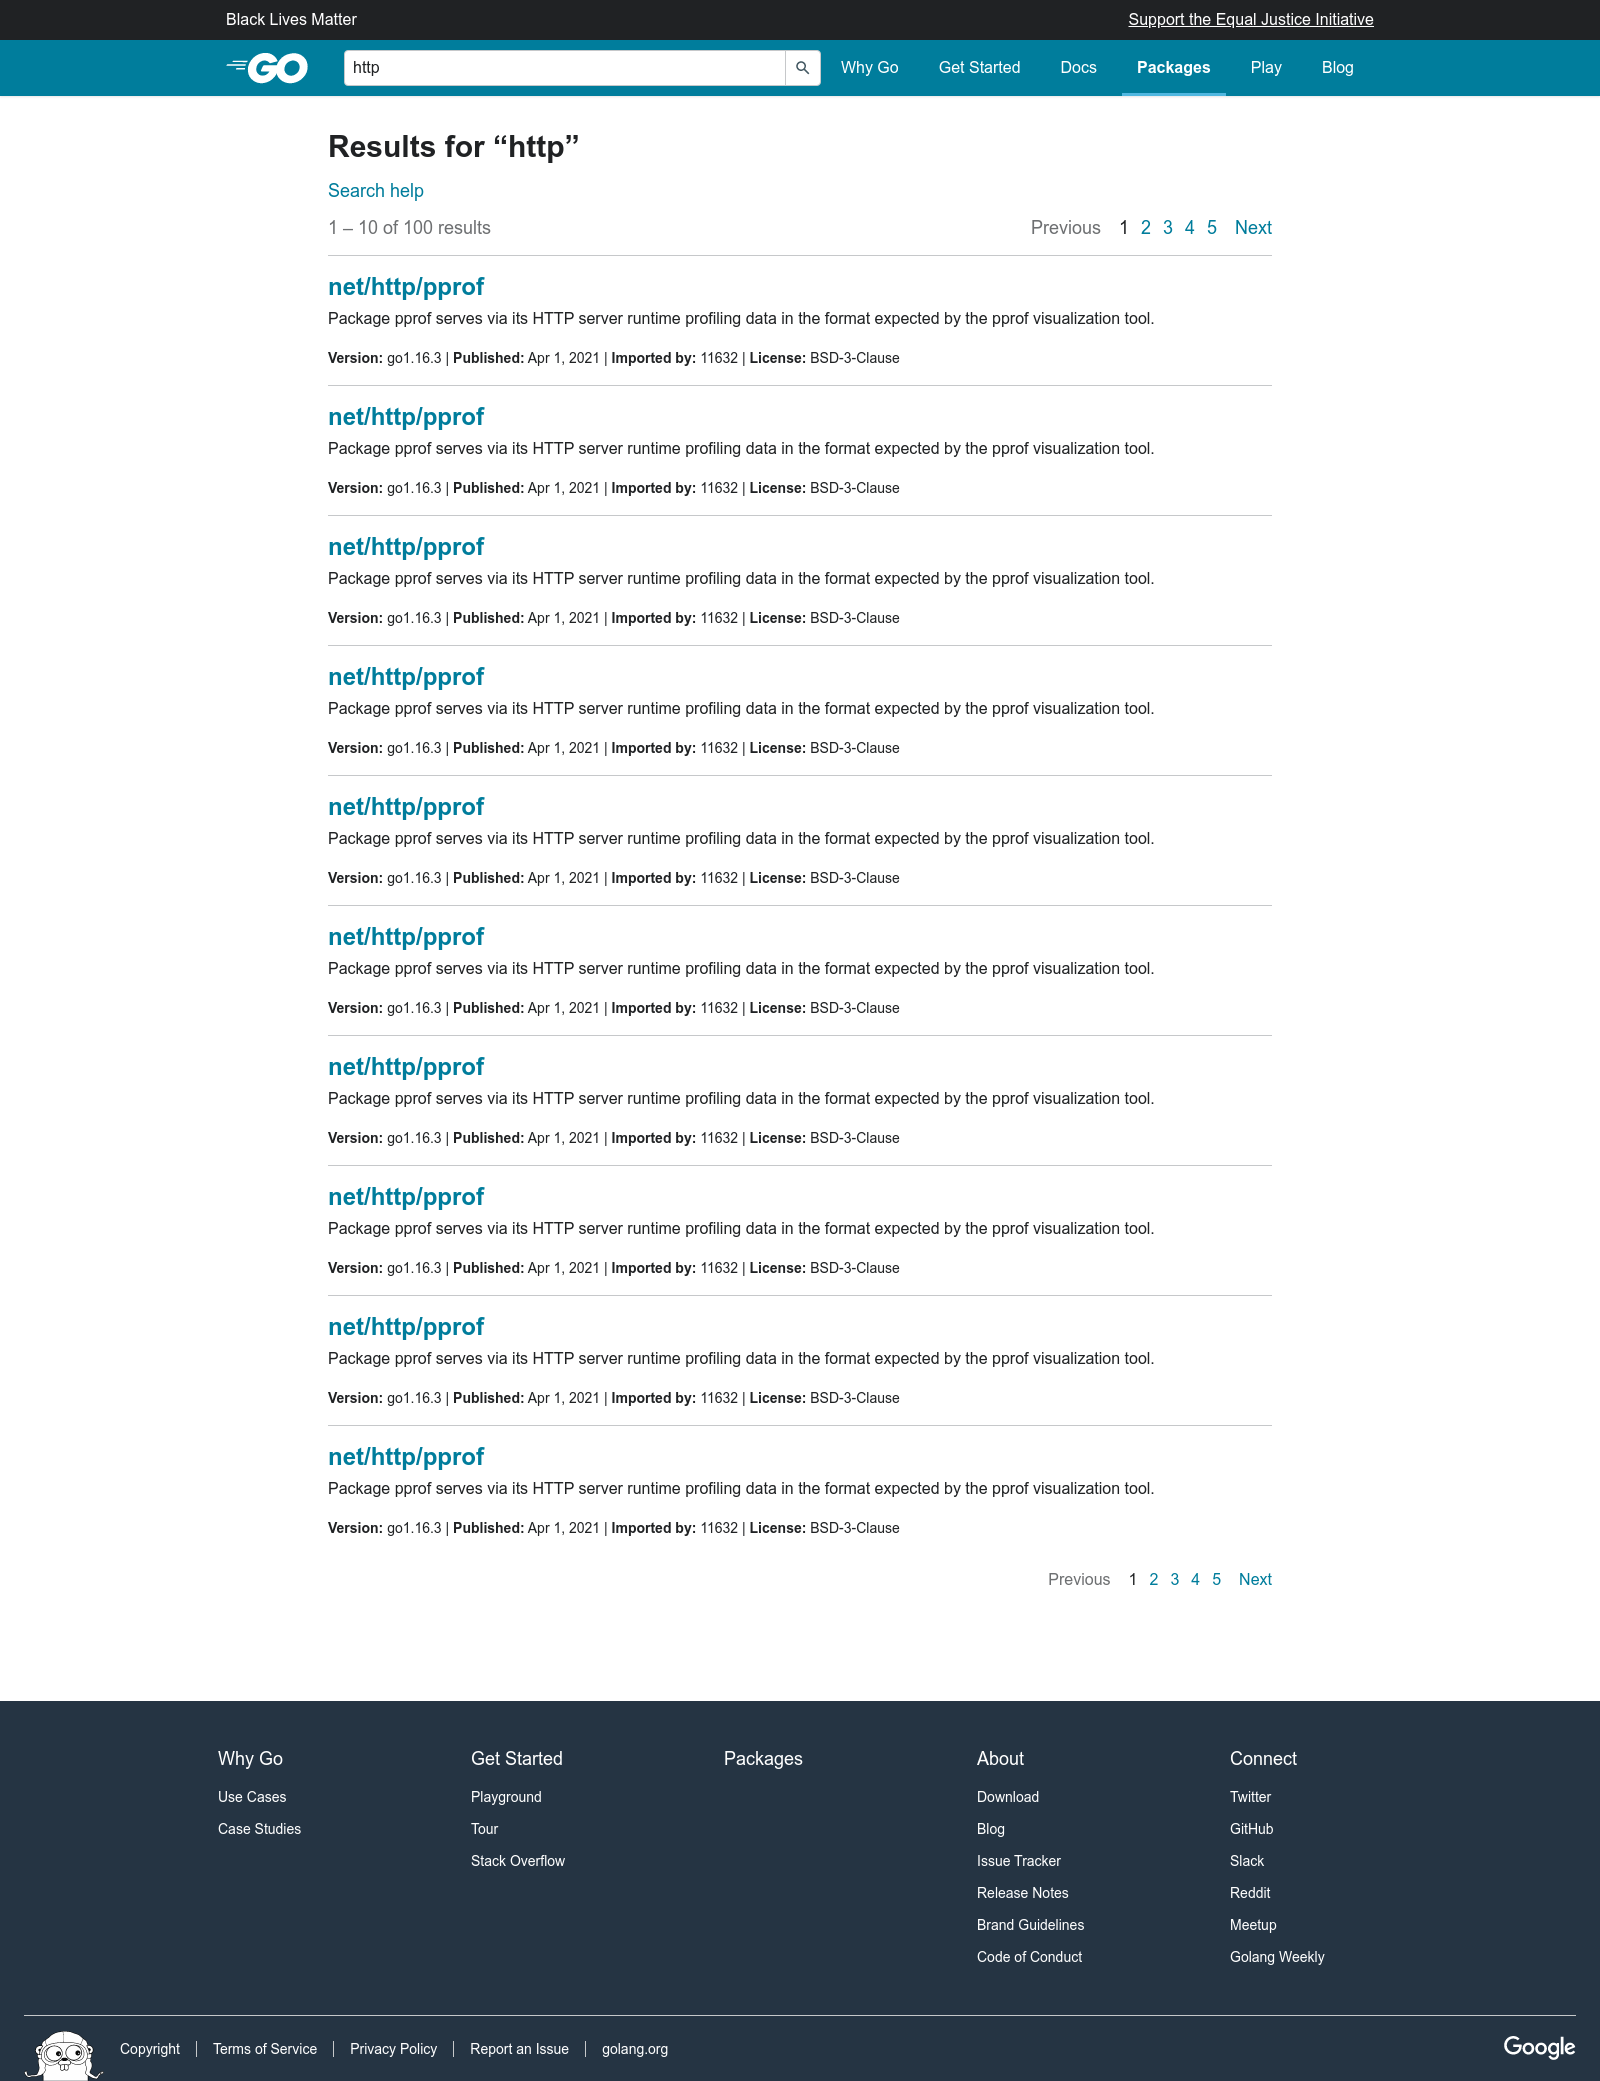 Black Lives Matter Support the Equal Justice Initiative
GO http Why Go Get Started Docs Packages Play Blog
Results for “http”
Search help
1 – 10 of 100 results Previous 1 2 3 4 5 Next
net/http/pprof
Package pprof serves via its HTTP server runtime profiling data in the format expected by the pprof visualization tool.
Version: go1.16.3 | Published: Apr 1, 2021 | Imported by: 11632 | License: BSD-3-Clause
net/http/pprof
Package pprof serves via its HTTP server runtime profiling data in the format expected by the pprof visualization tool.
Version: go1.16.3 | Published: Apr 1, 2021 | Imported by: 11632 | License: BSD-3-Clause
net/http/pprof
Package pprof serves via its HTTP server runtime profiling data in the format expected by the pprof visualization tool.
Version: go1.16.3 | Published: Apr 1, 2021 | Imported by: 11632 | License: BSD-3-Clause
net/http/pprof
Package pprof serves via its HTTP server runtime profiling data in the format expected by the pprof visualization tool.
Version: go1.16.3 | Published: Apr 1, 2021 | Imported by: 11632 | License: BSD-3-Clause
net/http/pprof
Package pprof serves via its HTTP server runtime profiling data in the format expected by the pprof visualization tool.
Version: go1.16.3 | Published: Apr 1, 2021 | Imported by: 11632 | License: BSD-3-Clause
net/http/pprof
Package pprof serves via its HTTP server runtime profiling data in the format expected by the pprof visualization tool.
Version: go1.16.3 | Published: Apr 1, 2021 | Imported by: 11632 | License: BSD-3-Clause
net/http/pprof
Package pprof serves via its HTTP server runtime profiling data in the format expected by the pprof visualization tool.
Version: go1.16.3 | Published: Apr 1, 2021 | Imported by: 11632 | License: BSD-3-Clause
net/http/pprof
Package pprof serves via its HTTP server runtime profiling data in the format expected by the pprof visualization tool.
Version: go1.16.3 | Published: Apr 1, 2021 | Imported by: 11632 | License: BSD-3-Clause
net/http/pprof
Package pprof serves via its HTTP server runtime profiling data in the format expected by the pprof visualization tool.
Version: go1.16.3 | Published: Apr 1, 2021 | Imported by: 11632 | License: BSD-3-Clause
net/http/pprof
Package pprof serves via its HTTP server runtime profiling data in the format expected by the pprof visualization tool.
Version: go1.16.3 | Published: Apr 1, 2021 | Imported by: 11632 | License: BSD-3-Clause
Previous 1 2 3 4 5 Next
Why Go
Use Cases
Case Studies
Get Started
Playground
Tour
Stack Overflow
Packages
About
Download
Blog
Issue Tracker
Release Notes
Brand Guidelines
Code of Conduct
Connect
Twitter
GitHub
Slack
Reddit
Meetup
Golang Weekly
Copyright Terms of Service Privacy Policy Report an Issue golang.org Google